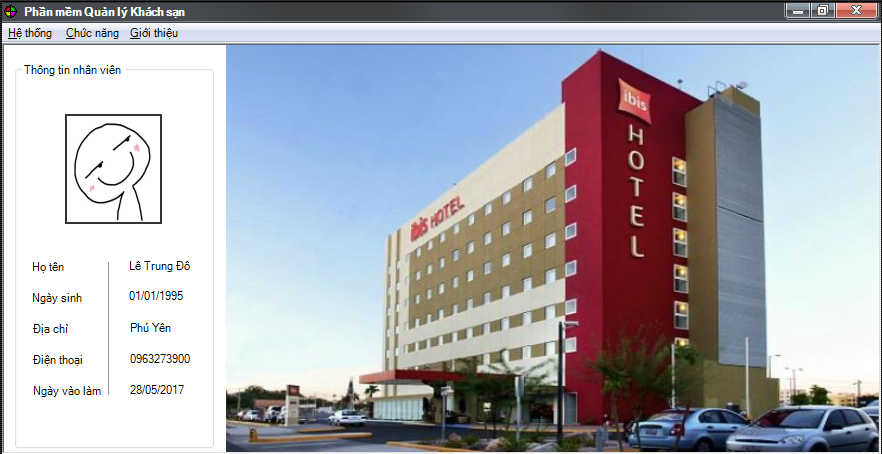 Phần mềm Quản lý Khách sạn
Hệ thống Chức năng Giới thiệu
Thông tin nhân viên
Họ tên Lê Trung Đô
Ngày sinh 01/01/1995
Địa chỉ Phú Yên
Điện thoại 0963273900
Ngày vào làm 28/05/2017
ibis
HOTEL
ibis HOTEL